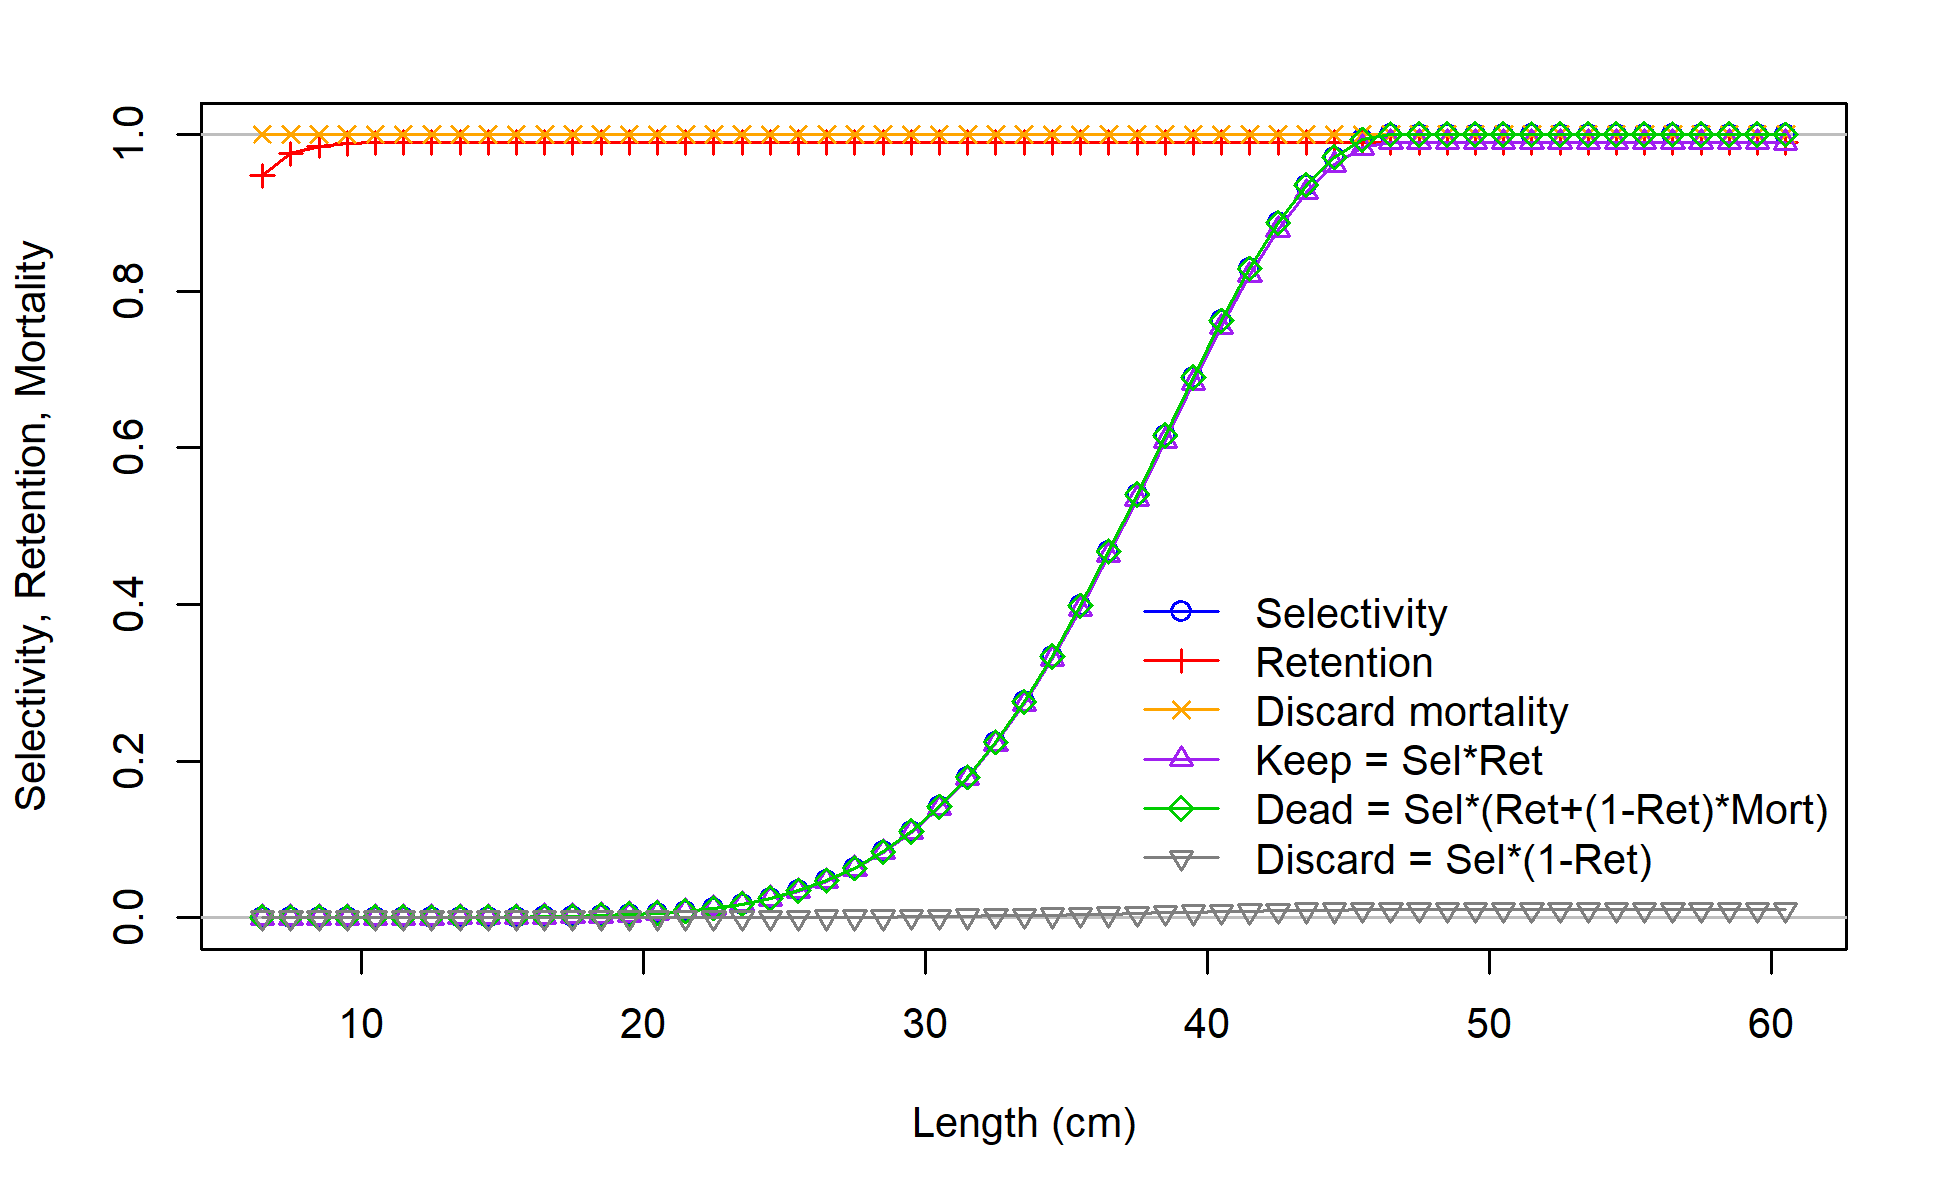 Selectivity, Retention, Mortality
1.0
0.8
0.6
0.4
0.2
0.0
Selectivity
Retention
Discard mortality
Keep = Sel*Ret
Dead = Sel*(Ret+(1-Ret)*Mort)
Discard = Sel*(1-Ret)
10 20 30 40 50 60
Length (cm)